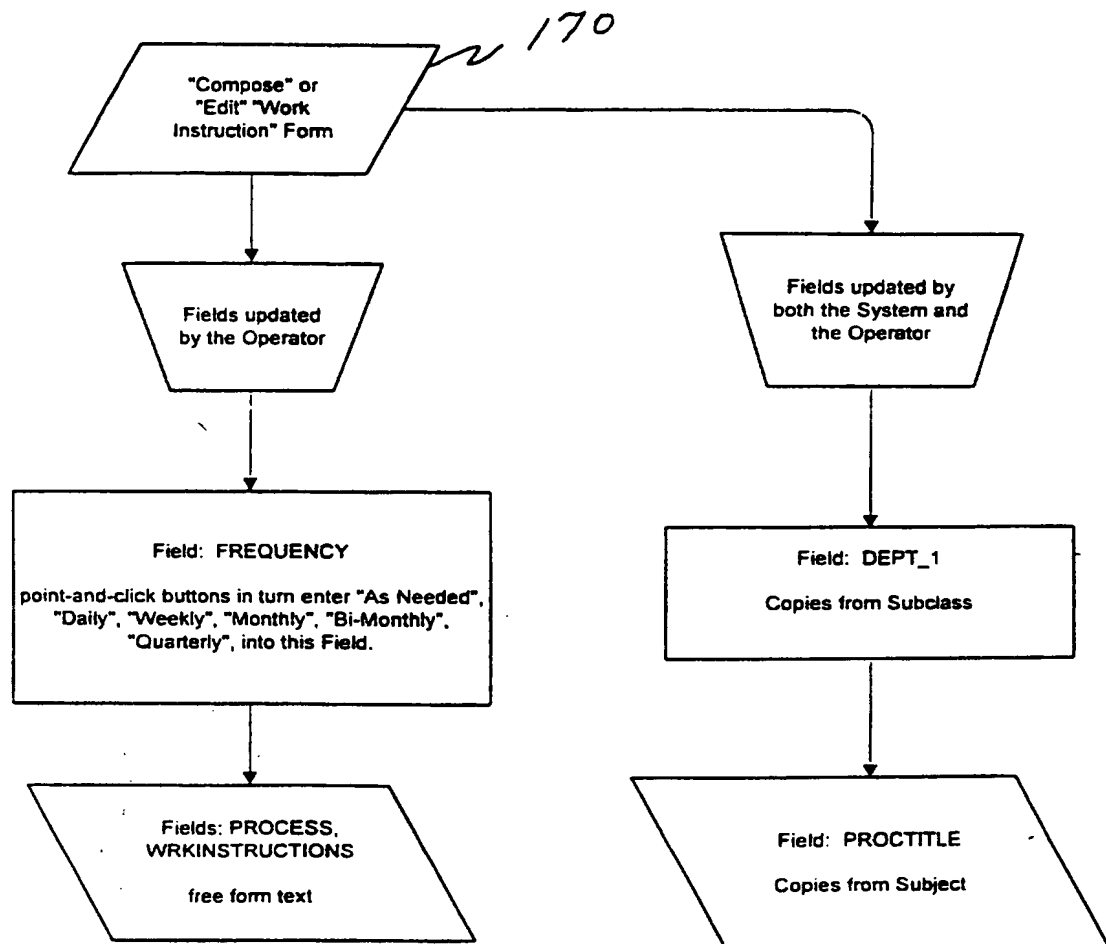 170
"Compose" or
"Edit" "Work
Instruction" Form
Fields updated
by the Operator
Fields updated by
both the System and
the Operator
Field: FREQUENCY
point-and-click buttons in turn enter "As Needed",
"Daily", "Weekly", "Monthly", "Bi-Monthly",
"Quarterly", into this Field.
Field: DEPT_1
Copies from Subclass
Fields: PROCESS,
WRKINSTRUCTIONS
free form text
Field: PROCTITLE
Copies from Subject